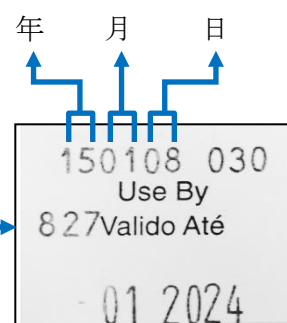 年 月 日
150108 030
Use By
827Valido Até
01 2024